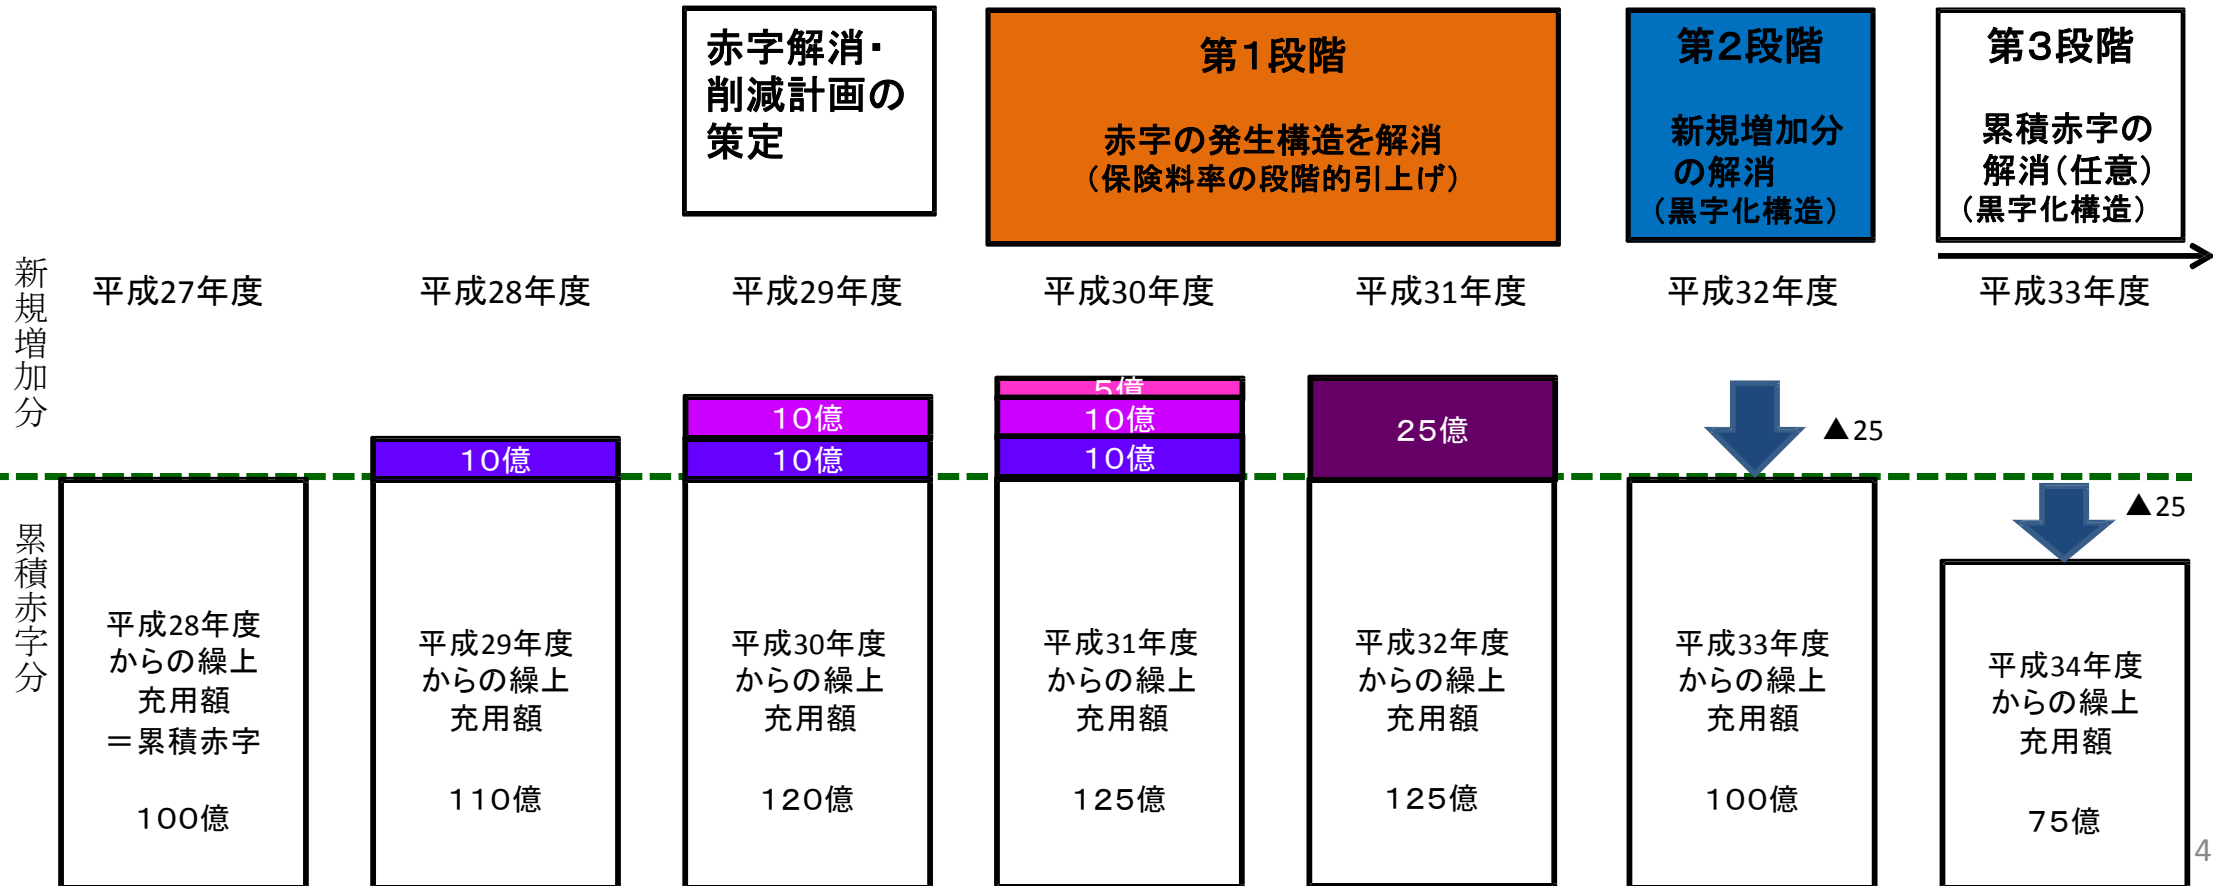 赤字解消・
削減計画の
策定
第1段階
赤字の発生構造を解消
（保険料率の段階的引上げ）
第2段階
新規増加分
の解消
（黒字化構造）
第3段階
累積赤字の
解消（任意）
（黒字化構造）
新規増加分
平成27年度
平成28年度
平成29年度
平成30年度
平成31年度
平成32年度
平成33年度
10億
10億
10億
5億
10億
10億
25億
▲25
▲25
累積赤字分
平成28年度
からの繰上
充用額
＝累積赤字
100億
平成29年度
からの繰上
充用額
110億
平成30年度
からの繰上
充用額
120億
平成31年度
からの繰上
充用額
125億
平成32年度
からの繰上
充用額
125億
平成33年度
からの繰上
充用額
100億
平成34年度
からの繰上
充用額
75億
4